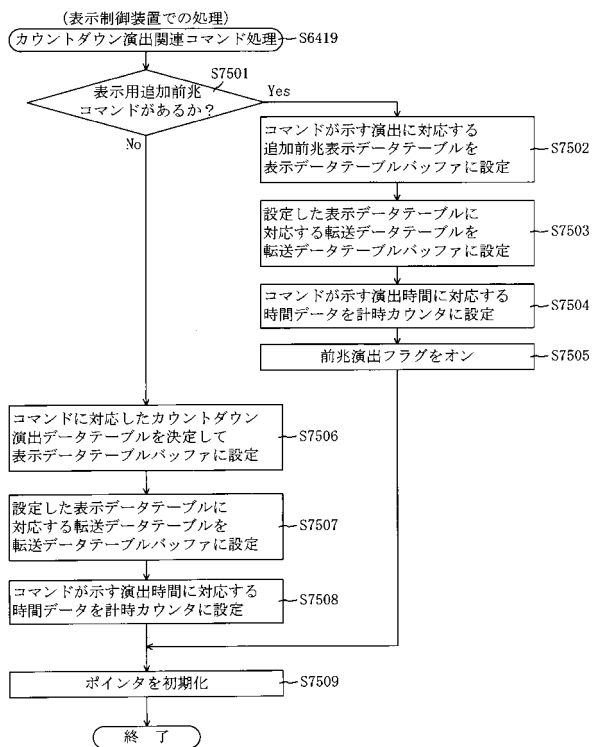 (表示制御装置での処理)
カウントダウン演出関連コマンド処理 S6419
S7501
表示用追加前兆
コマンドがあるか?
Yes
No
コマンドが示す演出に対応する
追加前兆表示データテーブルを
表示データテーブルバッファに設定
S7502
設定した表示データテーブルに
対応する転送データテーブルを
転送データテーブルバッファに設定
S7503
コマンドが示す演出時間に対応する
時間データを計時カウンタに設定
S7504
前兆演出フラグをオン S7505
コマンドに対応したカウントダウン
演出データテーブルを決定して
表示データテーブルバッファに設定
S7506
設定した表示データテーブルに
対応する転送データテーブルを
転送データテーブルバッファに設定
S7507
コマンドが示す演出時間に対応する
時間データを計時カウンタに設定
S7508
ポインタを初期化 S7509
終 了